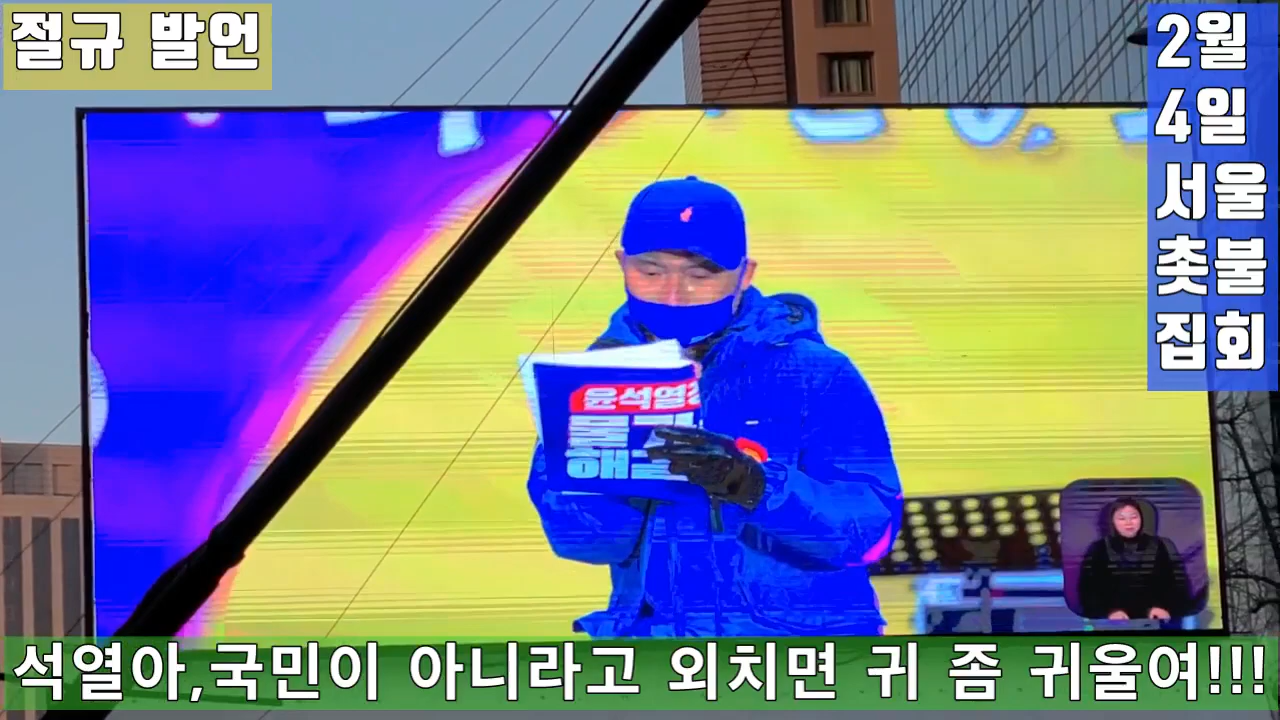 절규 발언
2월
4일
서울
촛불
집회
윤석열
해
석열아,국민이 아니라고 외치면 귀 좀 귀울여!!!